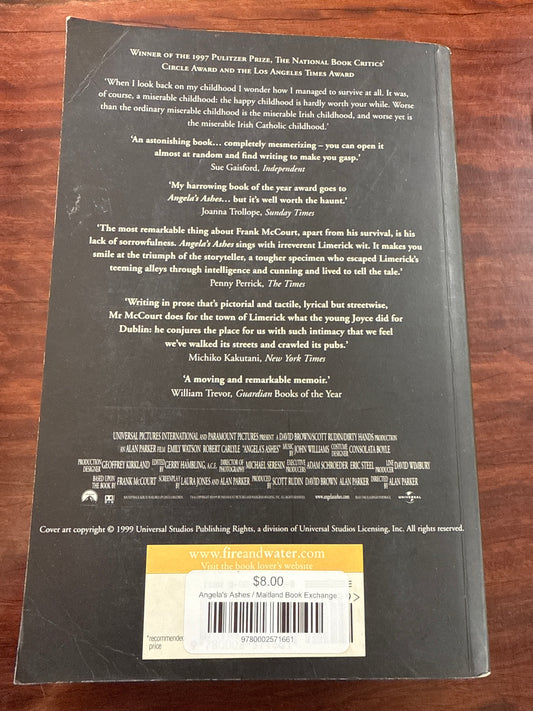 Winner of the 1997 Pulitzer Prize, The National Book Critics'
Circle Award and the Los Angeles Times Award
'When I look back on my childhood I wonder how I managed to survive at all. It was,
of course, a miserable childhood: the happy childhood is hardly worth your while. Worse
than the ordinary miserable childhood is the miserable Irish childhood, and worse yet is
the miserable Irish Catholic childhood.'
'An astonishing book... completely mesmerizing – you can open it
almost at random and find writing to make you gasp.'
Sue Gaisford, Independent
'My harrowing book of the year award goes to
Angela's Ashes... but it's well worth the haunt.'
Joanna Trollope, Sunday Times
'The most remarkable thing about Frank McCourt, apart from his survival, is his
lack of sorrowfulness. Angela's Ashes sings with irreverent Limerick wit. It makes you
smile at the triumph of the storyteller, a tougher specimen who escaped Limerick's
teeming alleys through intelligence and cunning and lived to tell the tale.'
Penny Perrick, The Times
'Writing in prose that's pictorial and tactile, lyrical but streetwise,
Mr McCourt does for the town of Limerick what the young Joyce did for
Dublin: he conjures the place for us with such intimacy that we feel
we've walked its streets and crawled its pubs.'
Michiko Kakutani, New York Times
'A moving and remarkable memoir.'
William Trevor, Guardian Books of the Year
UNIVERSAL PICTURES INTERNATIONAL AND PARAMOUNT PICTURES PRESENT A DAVID BROWN/SCOTT RUDIN/DIRTY HANDS PRODUCTION
AN ALAN PARKER FILM EMILY WATSON ROBERT CARLYLE "ANGELA'S ASHES" MUSIC BY JOHN WILLIAMS COSTUME DESIGNER CONSOLATA BOYLE
PRODUCTION DESIGNER GEOFFREY KIRKLAND EDITED BY GERRY HAMBLING, A.C.E. DIRECTOR OF PHOTOGRAPHY MICHAEL SERESIN EXECUTIVE PRODUCERS ADAM SCHROEDER ERIC STEEL LINE PRODUCER DAVID WIMBURY
BASED UPON THE BOOK BY FRANK McCOURT SCREENPLAY BY LAURA JONES AND ALAN PARKER PRODUCED BY SCOTT RUDIN DAVID BROWN ALAN PARKER DIRECTED BY ALAN PARKER
www.angelasashes.com
UNIVERSAL
Cover art copyright © 1999 Universal Studios Publishing Rights, a division of Universal Studios Licensing, Inc. All rights reserved.
www.fireandwater.com
Visit the book lover's website
$8.00
Angela's Ashes / Maitland Book Exchange
9780002571661
*recommended
price